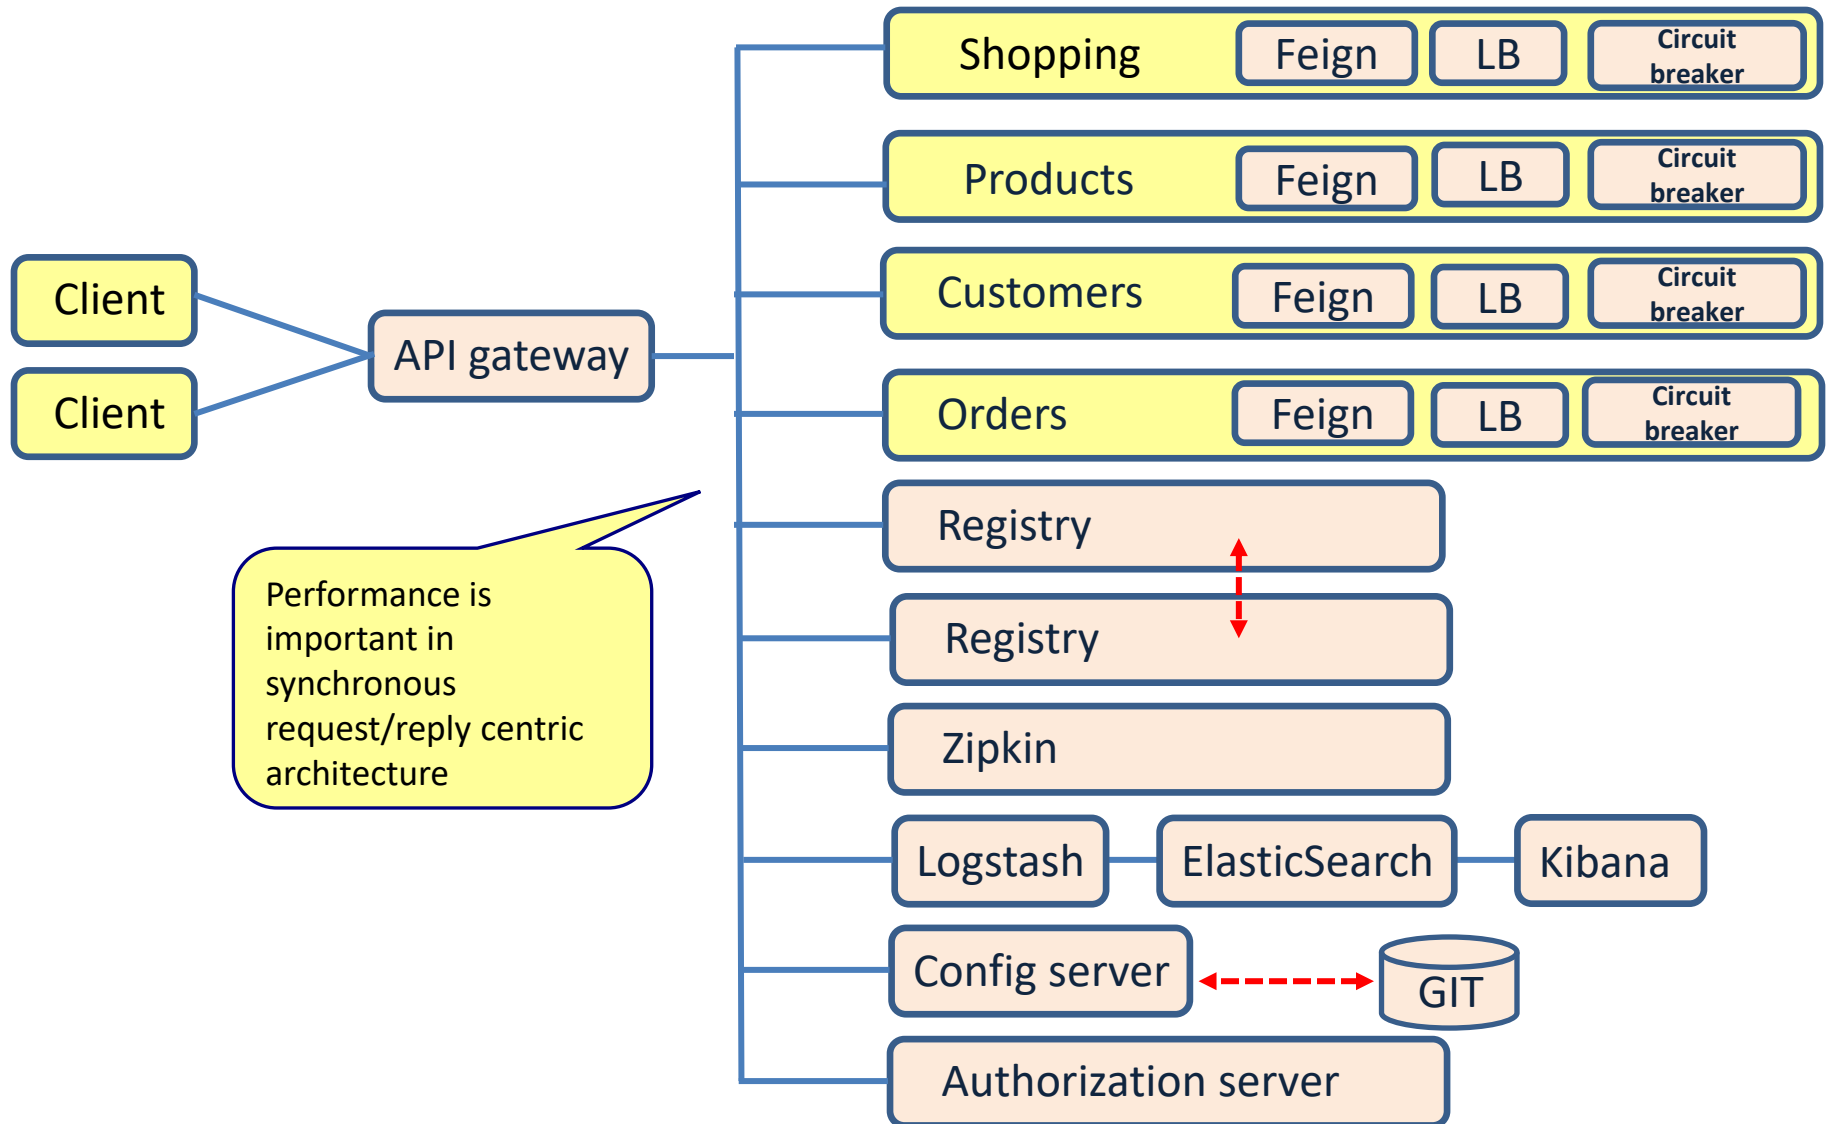 Shopping
Feign
LB
Circuit
breaker
Products
Feign
LB
Circuit
breaker
Client
Customers
Feign
LB
Circuit
breaker
API gateway
Client
Orders
Feign
LB
Circuit
breaker
Registry
Performance is
important in
synchronous
request/reply centric
architecture
Registry
Zipkin
Logstash
ElasticSearch
Kibana
Config server
GIT
Authorization server